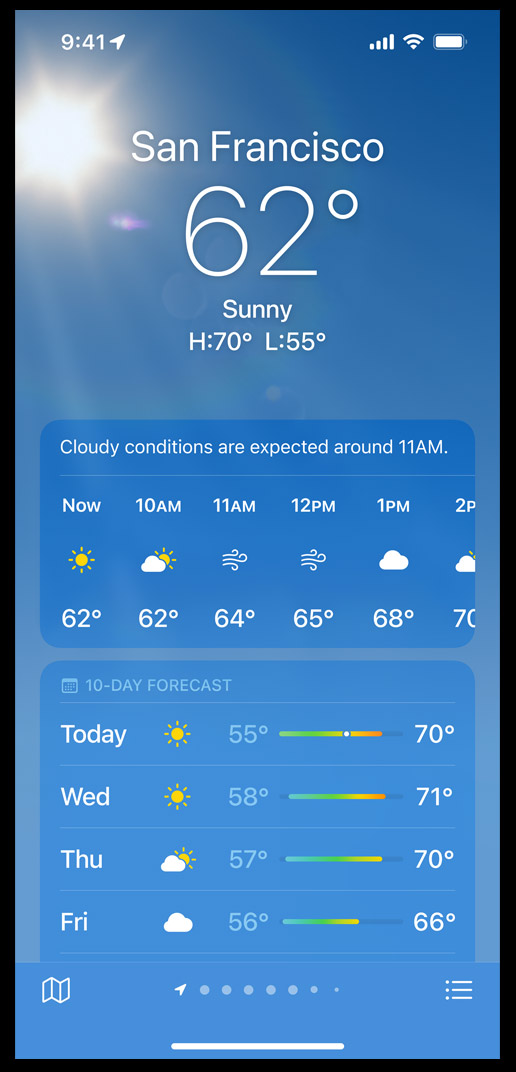 9:41
San Francisco
62°
Sunny
H:70° L:55°
Cloudy conditions are expected around 11AM.
Now 10AM 11AM 12PM 1PM 2P
62° 62° 64° 65° 68° 70
10-DAY FORECAST
Today 55° 70°
Wed 58° 71°
Thu 57° 70°
Fri 56° 66°